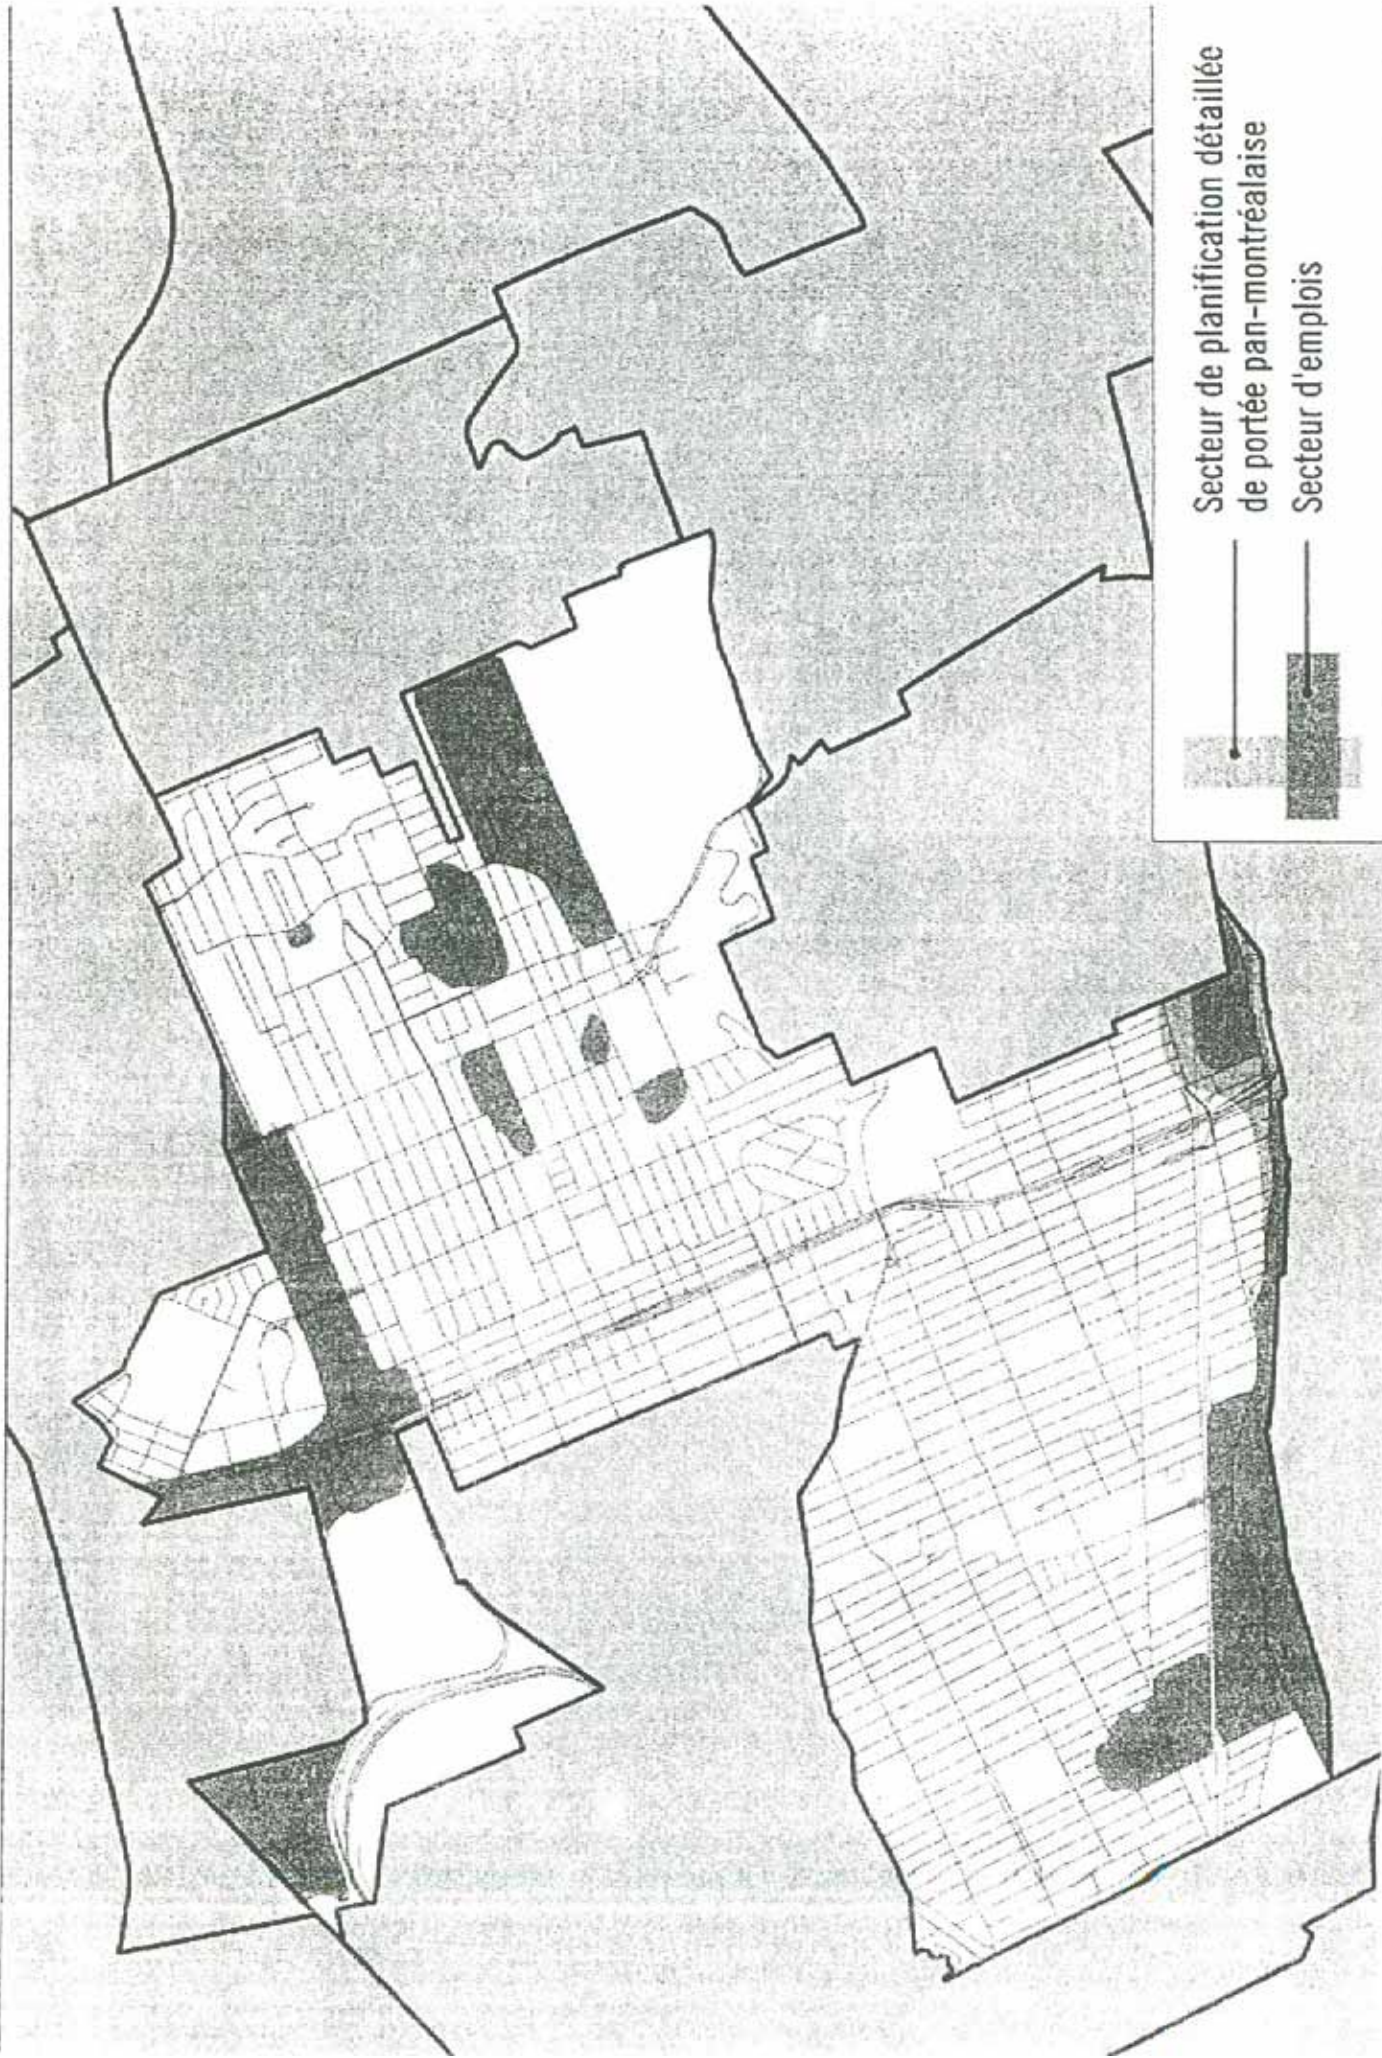 Secteur de planification détaillée
de portée pan-montréalaise
Secteur d'emplois